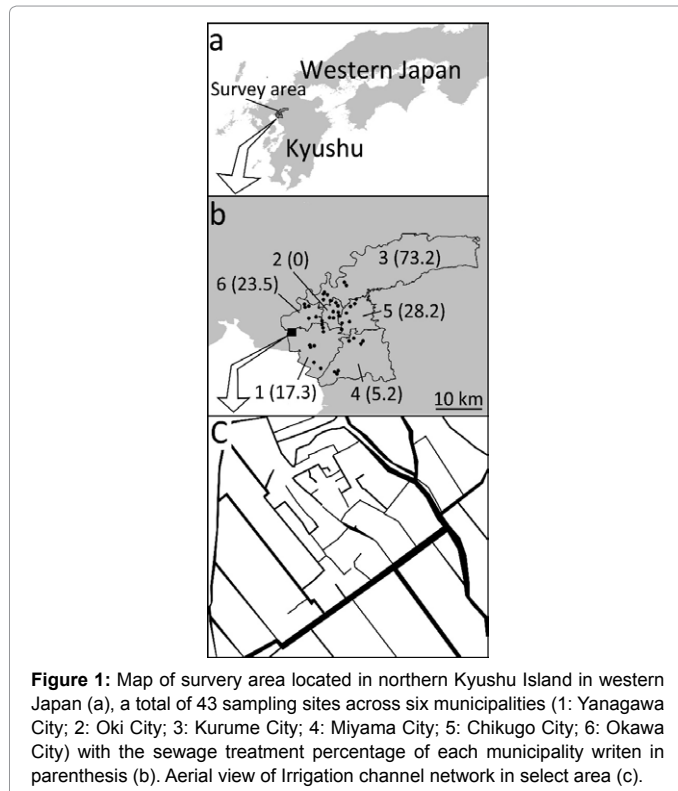 a
Western Japan
Survey area
Kyushu
b
2 (0)
3 (73.2)
6 (23.5)
5 (28.2)
1 (17.3)
4 (5.2)
10 km
C
Figure 1: Map of survery area located in northern Kyushu Island in western
Japan (a), a total of 43 sampling sites across six municipalities (1: Yanagawa
City; 2: Oki City; 3: Kurume City; 4: Miyama City; 5: Chikugo City; 6: Okawa
City) with the sewage treatment percentage of each municipality writen in
parenthesis (b). Aerial view of Irrigation channel network in select area (c).